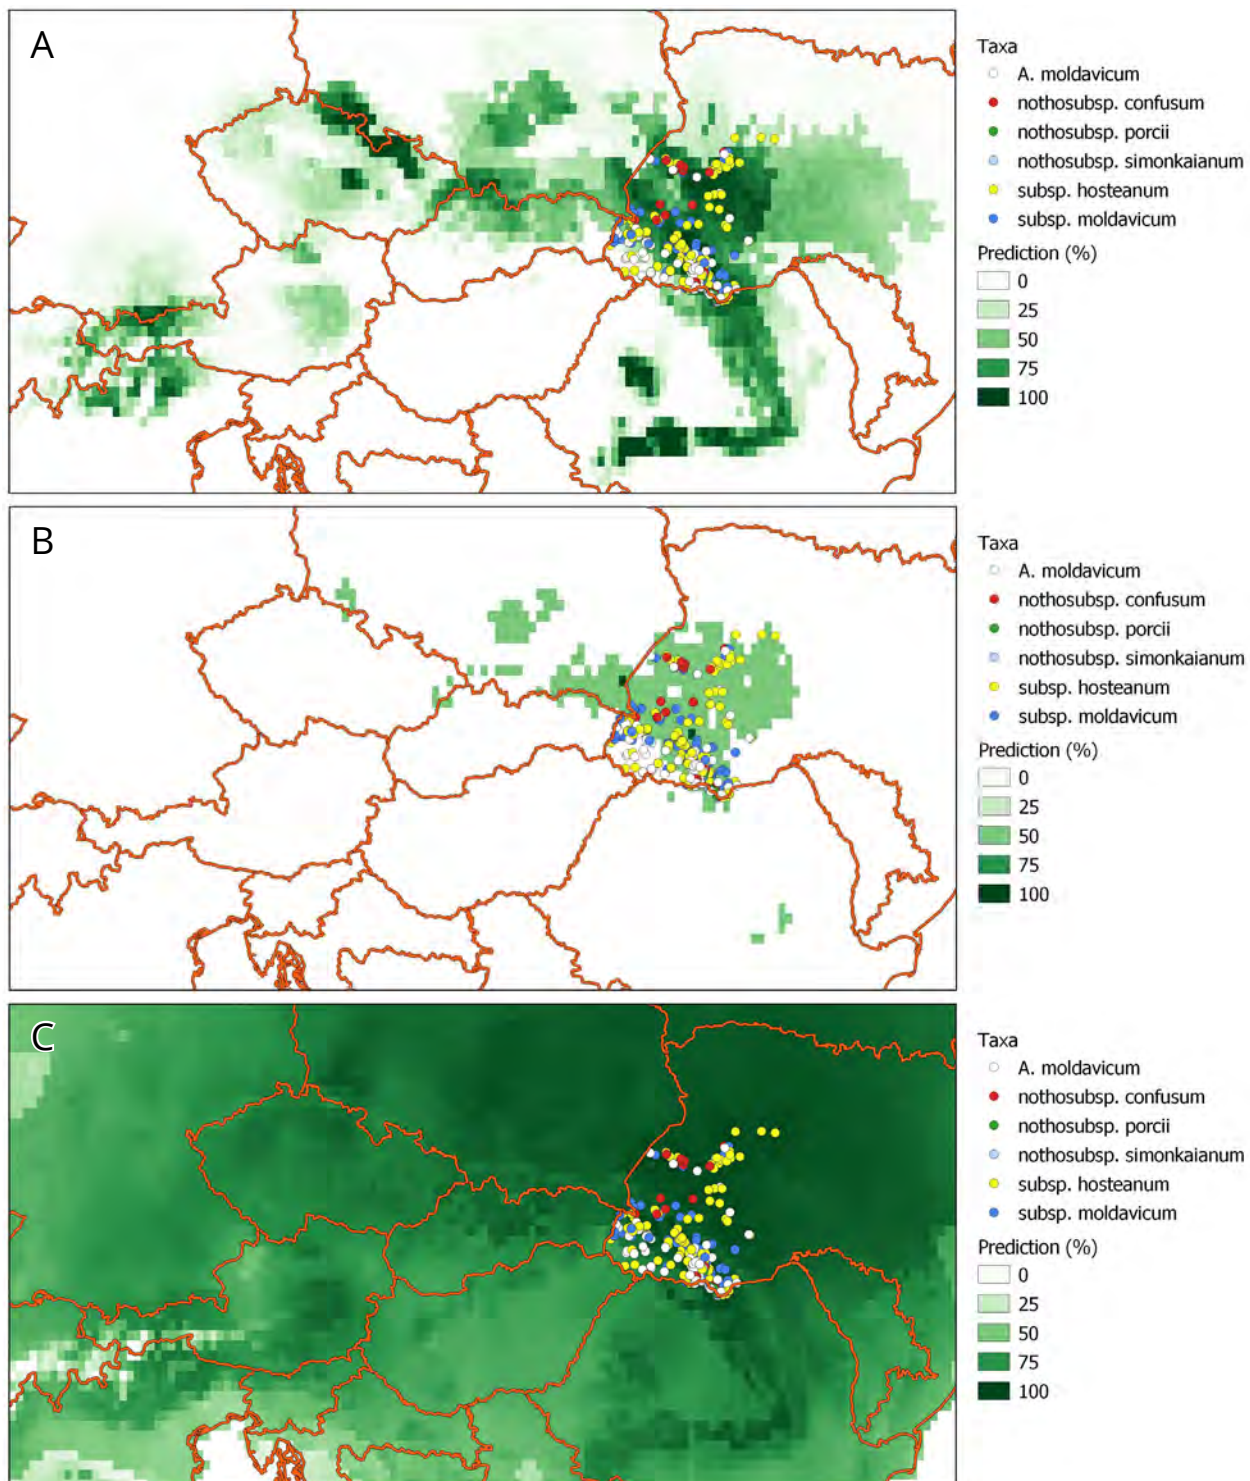 A
Taxa
A. moldavicum
nothosubsp. confusum
nothosubsp. porcii
nothosubsp. simonkaianum
subsp. hosteanum
subsp. moldavicum
Prediction (%)
0
25
50
75
100
B
Taxa
A. moldavicum
nothosubsp. confusum
nothosubsp. porcii
nothosubsp. simonkaianum
subsp. hosteanum
subsp. moldavicum
Prediction (%)
0
25
50
75
100
C
Taxa
A. moldavicum
nothosubsp. confusum
nothosubsp. porcii
nothosubsp. simonkaianum
subsp. hosteanum
subsp. moldavicum
Prediction (%)
0
25
50
75
100